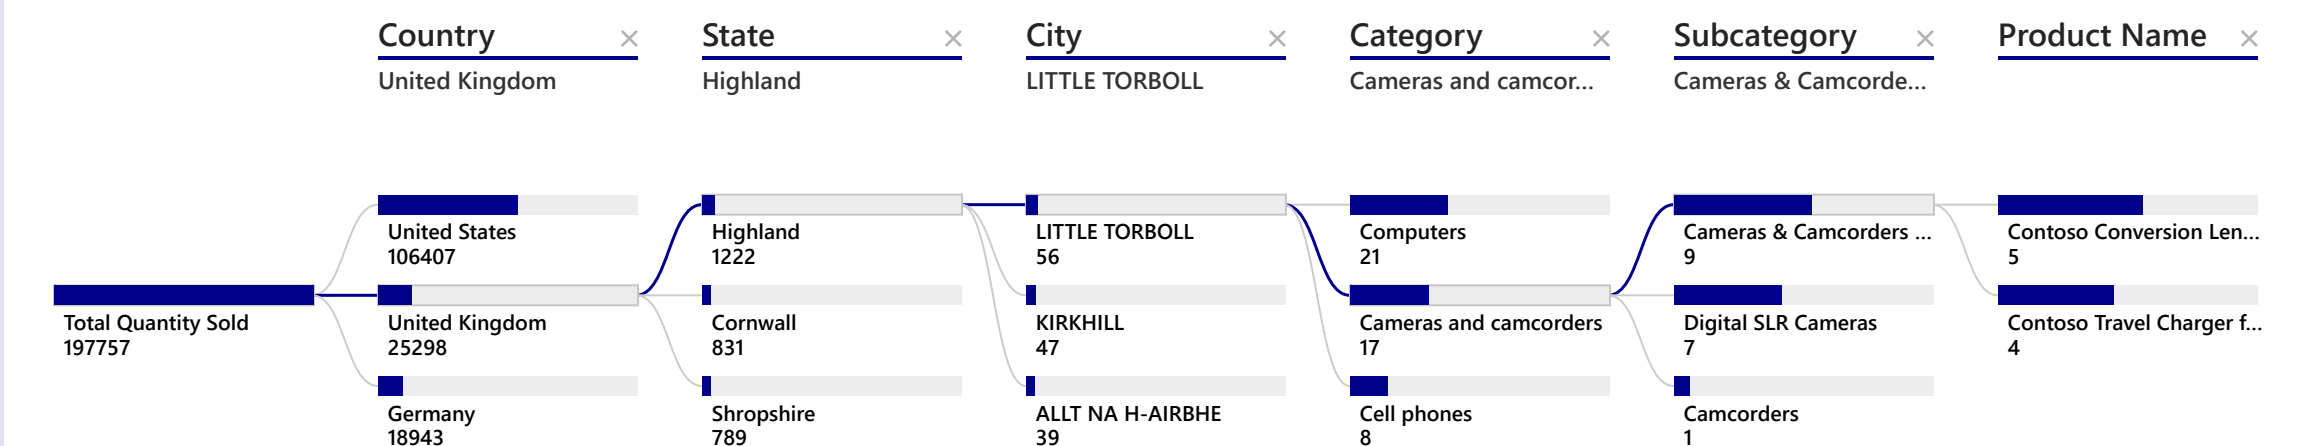 Country
State
City
Category
Subcategory
Product Name
United Kingdom
Highland
LITTLE TORBOLL
Cameras and camcor...
Cameras & Camcorde...
Total Quantity Sold
197757
United States
106407
United Kingdom
25298
Germany
18943
Highland
1222
Cornwall
831
Shropshire
789
LITTLE TORBOLL
56
KIRKHILL
47
ALLT NA H-AIRBHE
39
Computers
21
Cameras and camcorders
17
Cell phones
8
Cameras & Camcorders ...
9
Digital SLR Cameras
7
Camcorders
1
Contoso Conversion Len...
5
Contoso Travel Charger f...
4